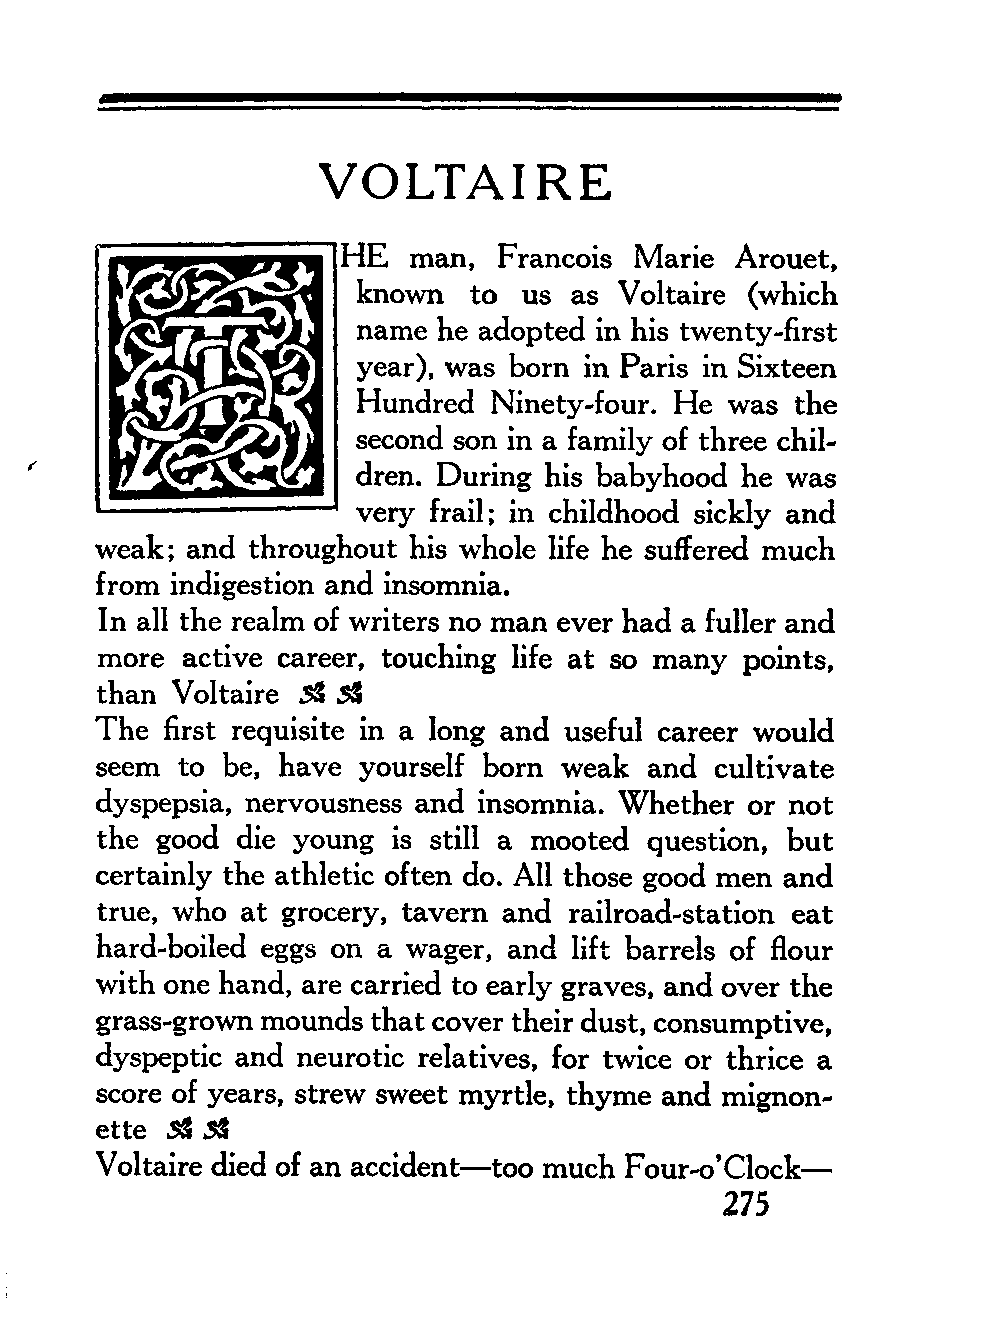 VOLTAIRE
THE man, Francois Marie Arouet,
known to us as Voltaire (which
name he adopted in his twenty-first
year), was born in Paris in Sixteen
Hundred Ninety-four. He was the
second son in a family of three chil-
dren. During his babyhood he was
very frail; in childhood sickly and
weak; and throughout his whole life he suffered much
from indigestion and insomnia.
In all the realm of writers no man ever had a fuller and
more active career, touching life at so many points,
than Voltaire
The first requisite in a long and useful career would
seem to be, have yourself born weak and cultivate
dyspepsia, nervousness and insomnia. Whether or not
the good die young is still a mooted question, but
certainly the athletic often do. All those good men and
true, who at grocery, tavern and railroad-station eat
hard-boiled eggs on a wager, and lift barrels of flour
with one hand, are carried to early graves, and over the
grass-grown mounds that cover their dust, consumptive,
dyspeptic and neurotic relatives, for twice or thrice a
score of years, strew sweet myrtle, thyme and mignon-
ette
Voltaire died of an accident—too much Four-o'Clock—
275